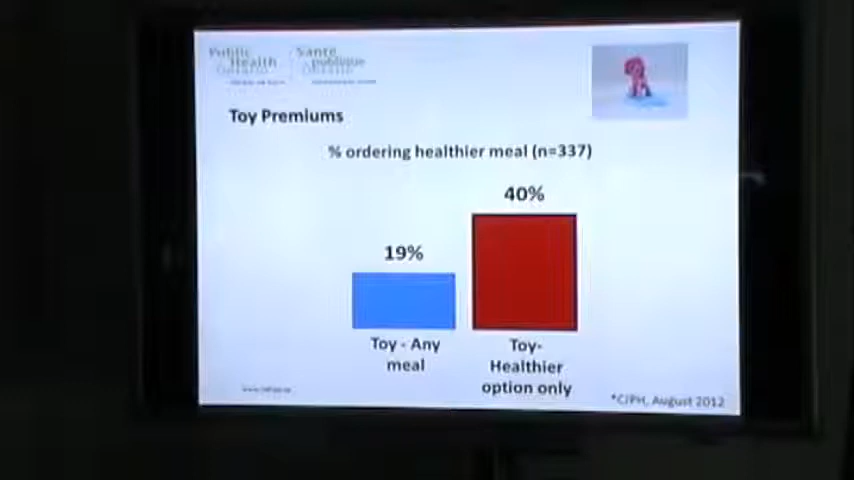 Public Santé
Health publique
Ontario Ontario
Toy Premiums
% ordering healthier meal (n=337)
40%
19%
Toy - Any
meal
Toy-
Healthier
option only
*CJPH, August 2012